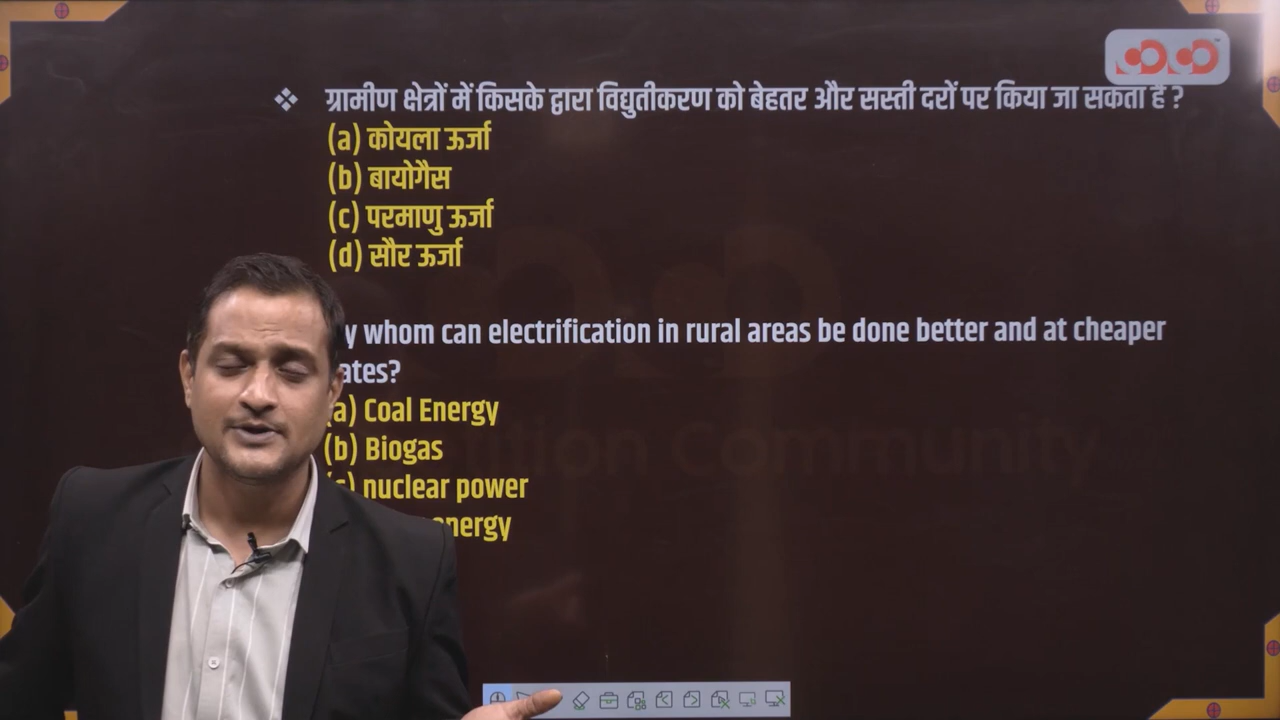 ❖ ग्रामीण क्षेत्रों में किसके द्वारा विद्युतीकरण को बेहतर और सस्ती दरों पर किया जा सकता है ?
(a) कोयला ऊर्जा
(b) बायोगैस
(c) परमाणु ऊर्जा
(d) सौर ऊर्जा
y whom can electrification in rural areas be done better and at cheaper
ates?
a) Coal Energy
(b) Biogas
c) nuclear power
energy
Community